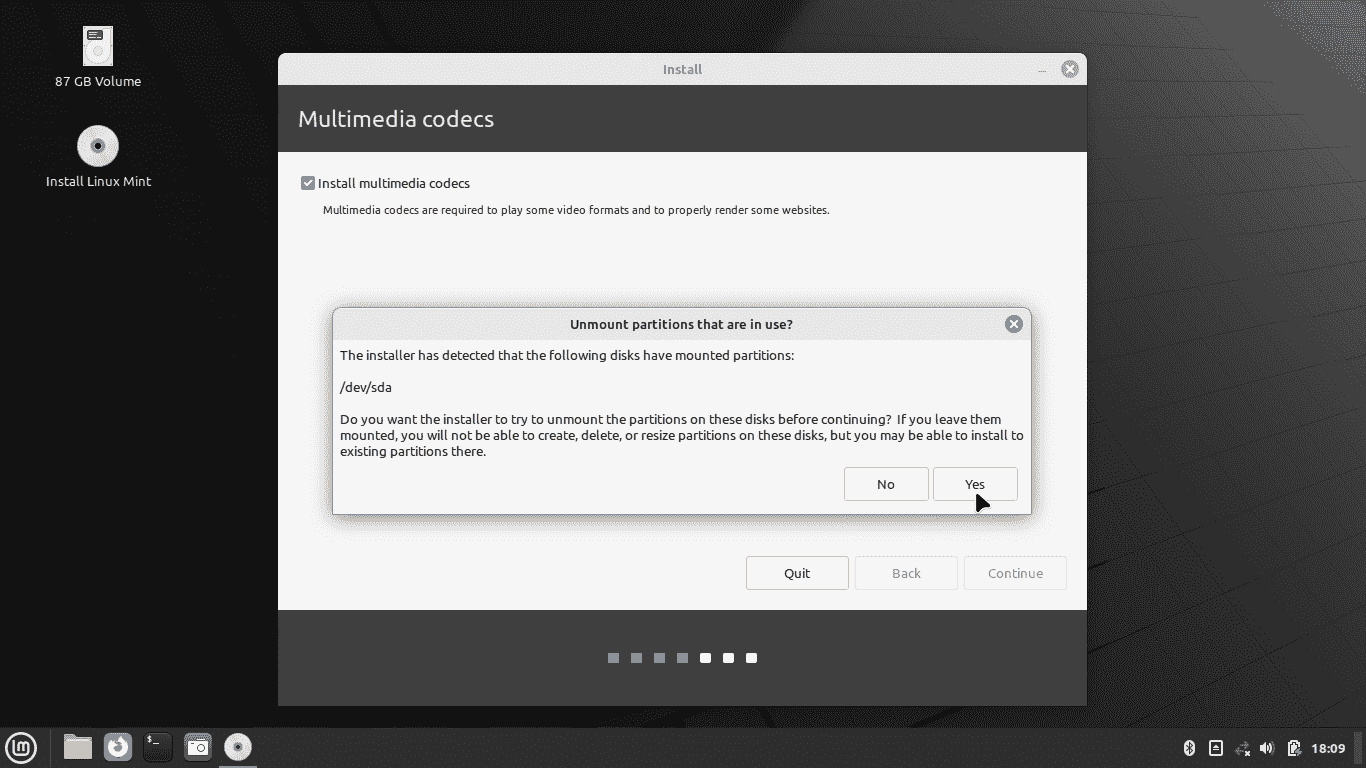 87 GB Volume
Install Linux Mint
Install
Multimedia codecs
Install multimedia codecs
Multimedia codecs are required to play some video formats and to properly render some websites.
Unmount partitions that are in use?
The installer has detected that the following disks have mounted partitions:
/dev/sda
Do you want the installer to try to unmount the partitions on these disks before continuing?  If you leave them
mounted, you will not be able to create, delete, or resize partitions on these disks, but you may be able to install to
existing partitions there.
No
Yes
Quit
Back
Continue
$_
18:09